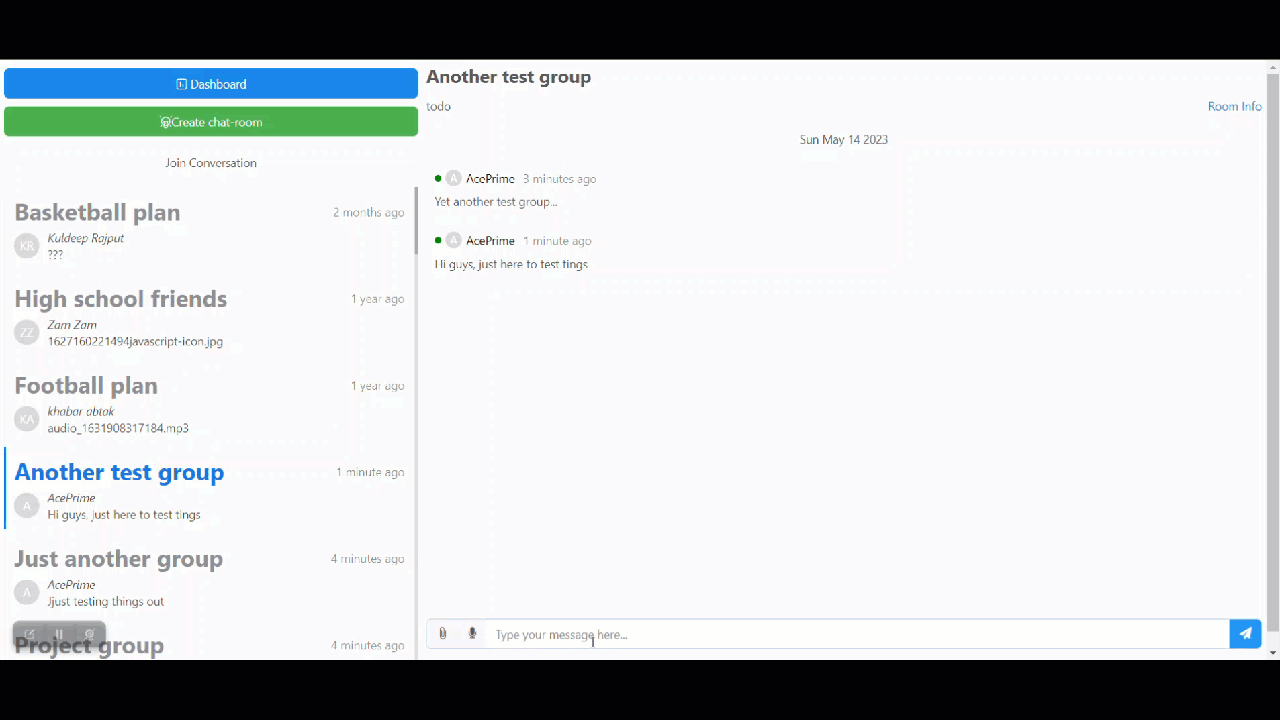 Dashboard
Create chat-room
Join Conversation
Basketball plan
2 months ago
KR
Kuldeep Rajput
???
High school friends
1 year ago
ZZ
Zam Zam
1627160221494javascript-icon.jpg
Football plan
1 year ago
KA
khabar abtak
audio_1631908317184.mp3
Another test group
1 minute ago
A
AcePrime
Hi guys, just here to test tings
Just another group
4 minutes ago
A
AcePrime
Jjust testing things out
Project group
4 minutes ago
Another test group
todo
Room Info
Sun May 14 2023
A AcePrime 3 minutes ago
Yet another test group...
A AcePrime 1 minute ago
Hi guys, just here to test tings
Type your message here...